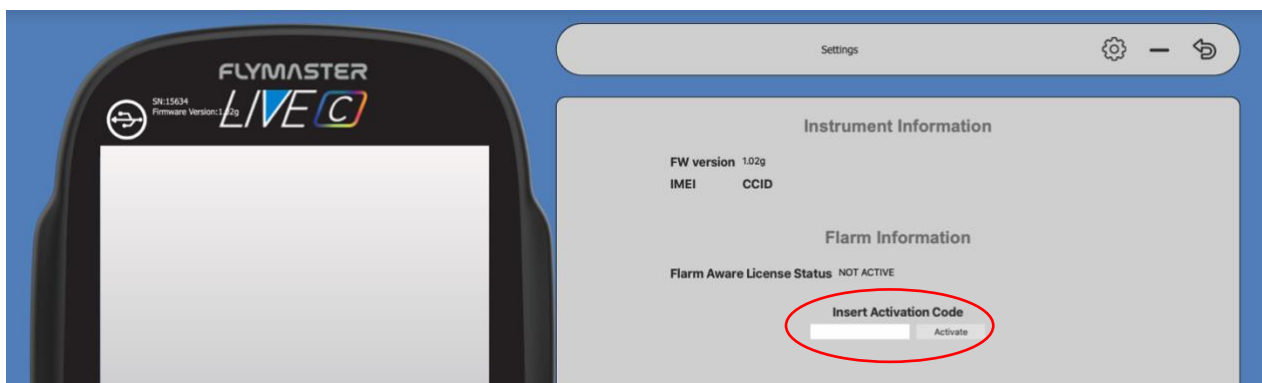 FLYMASTER
SN:15634
Firmware Version:1.02g
LIVE C
Settings
Instrument Information
FW version 1.02g
IMEI CCID
Flarm Information
Flarm Aware License Status NOT ACTIVE
Insert Activation Code
Activate